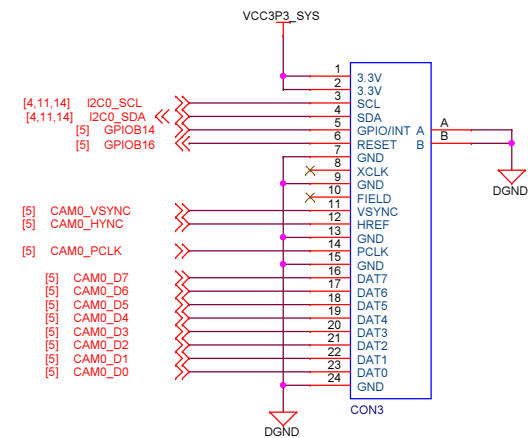 VCC3P3_SYS
1 3.3V
2 3.3V
[4,11,14] I2C0_SCL 3 SCL
[4,11,14] I2C0_SDA 4 SDA
[5] GPIOB14 5 GPIO/INT A A
[5] GPIOB16 6 RESET B B
7 GND
8 XCLK
9 GND
10 FIELD
DGND
[5] CAM0_VSYNC 11 VSYNC
[5] CAM0_HYNC 12 HREF
13 GND
[5] CAM0_PCLK 14 PCLK
15 GND
[5] CAM0_D7 16 DAT7
[5] CAM0_D6 17 DAT6
[5] CAM0_D5 18 DAT5
[5] CAM0_D4 19 DAT4
[5] CAM0_D3 20 DAT3
[5] CAM0_D2 21 DAT2
[5] CAM0_D1 22 DAT1
[5] CAM0_D0 23 DAT0
24 GND
CON3
DGND